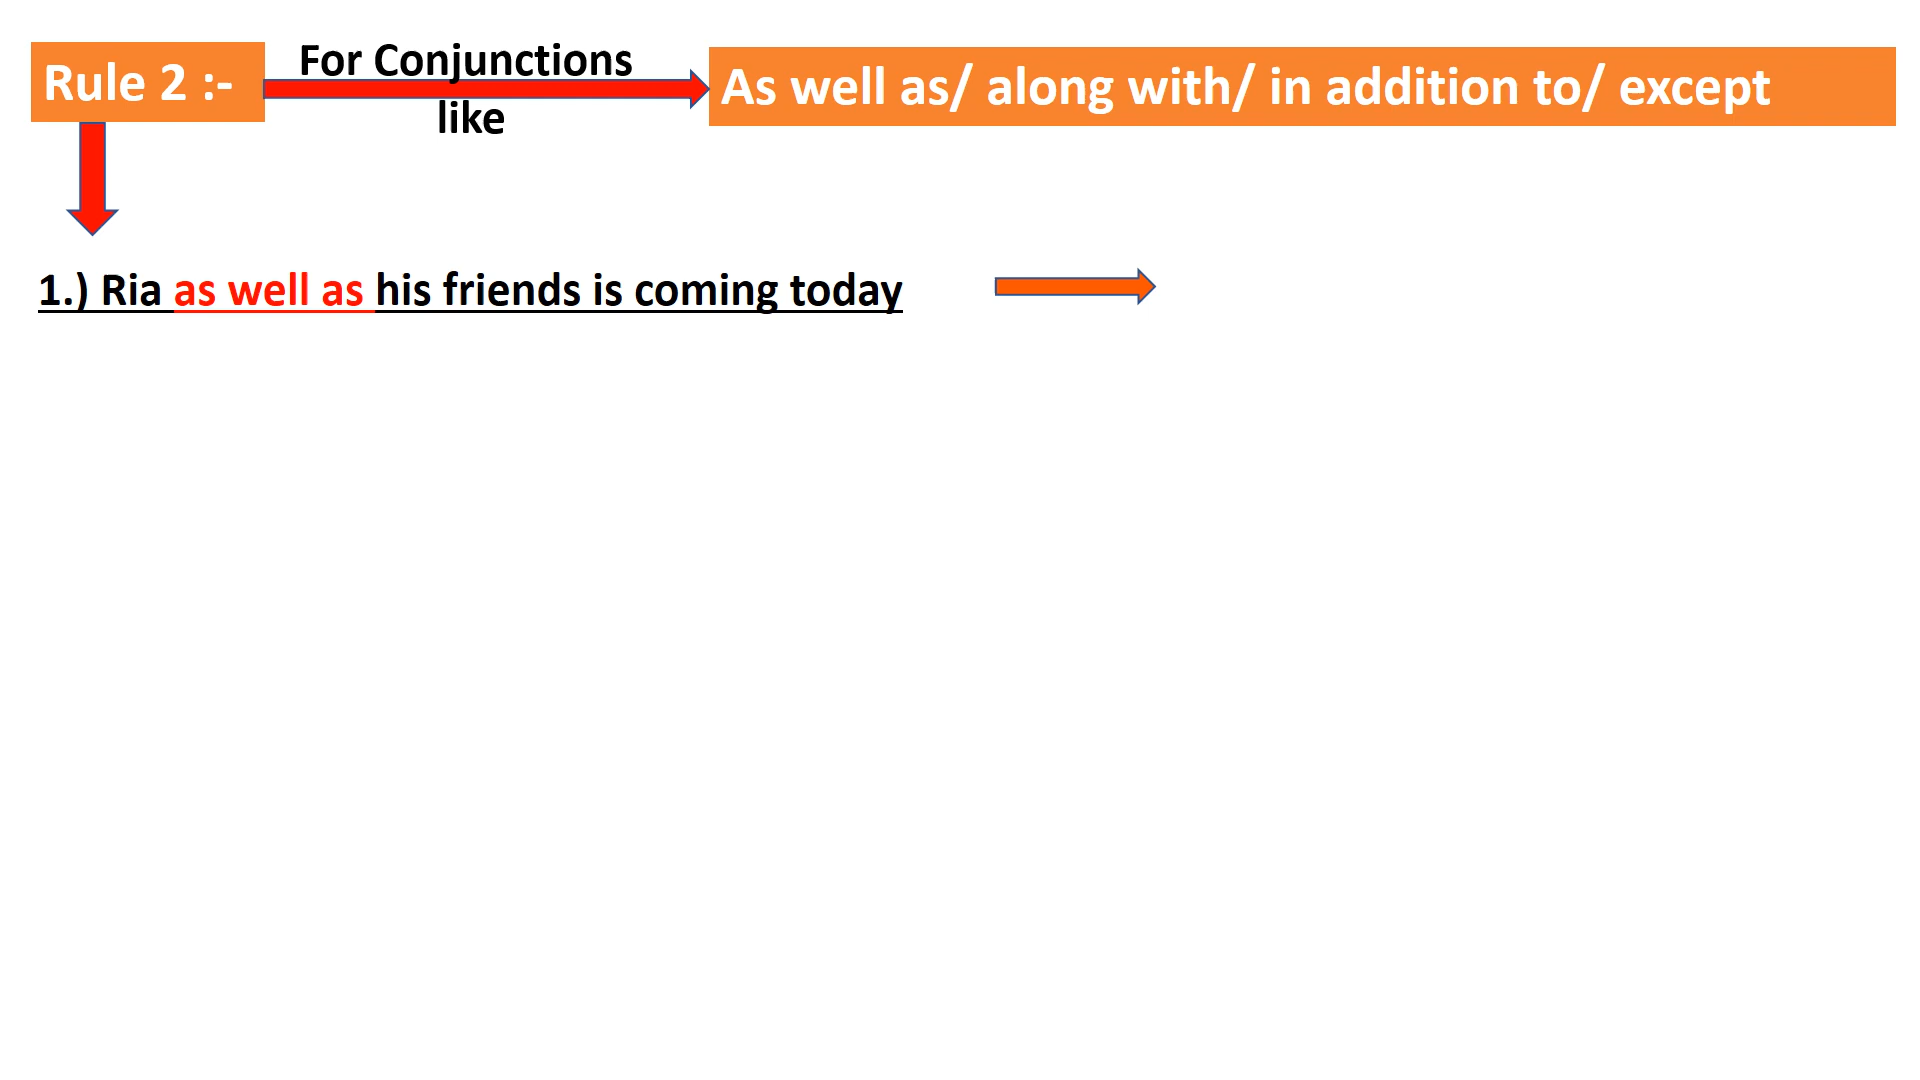 Rule 2 :-
For Conjunctions
like
As well as/ along with/ in addition to/ except
1.) Ria as well as his friends is coming today